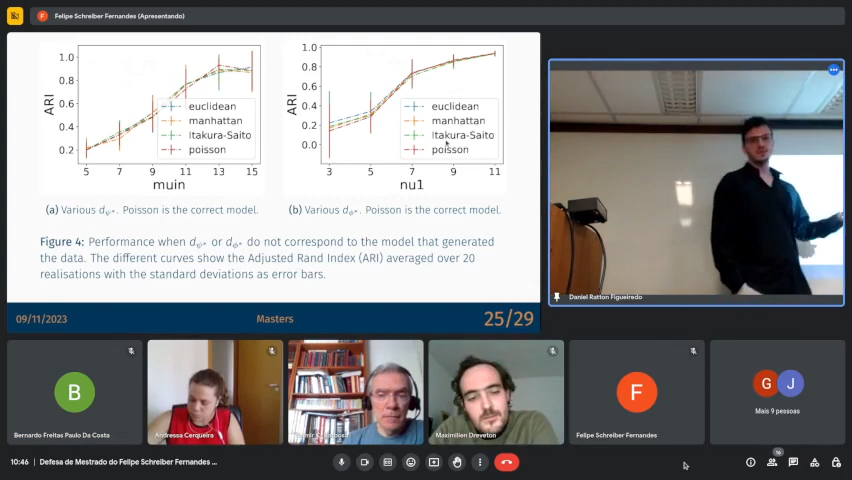 Felipe Schreiber Fernandes (Apresentando)
ARI
1.0
0.8
0.6
0.4
0.2
euclidean
manhattan
Itakura-Saito
poisson
5 7 9 11 13 15
muin
ARI
1.0
0.8
0.6
0.4
0.2
0.0
euclidean
manhattan
Itakura-Saito
poisson
3 5 7 9 11
nu1
(a) Various d_ψ*. Poisson is the correct model.
(b) Various d_ϕ*. Poisson is the correct model.
Figure 4: Performance when d_ψ* or d_ϕ* do not correspond to the model that generated
the data. The different curves show the Adjusted Rand Index (ARI) averaged over 20
realisations with the standard deviations as error bars.
09/11/2023 Masters 25/29
Daniel Ratton Figueiredo
B
Bernardo Freitas Paulo Da Costa
Andressa Cerqueira
Maximilien Dreveton
F
Felipe Schreiber Fernandes
G J
Mais 9 pessoas
10:46 | Defesa de Mestrado do Felipe Schreiber Fernandes ...
16